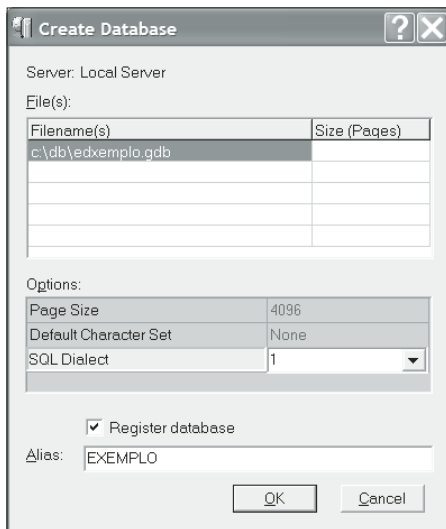 Create Database
Server: Local Server
File(s):
Filename(s) Size (Pages)
c:\db\edxemplo.gdb
Options:
Page Size 4096
Default Character Set None
SQL Dialect 1
Register database
Alias: EXEMPLO
OK Cancel